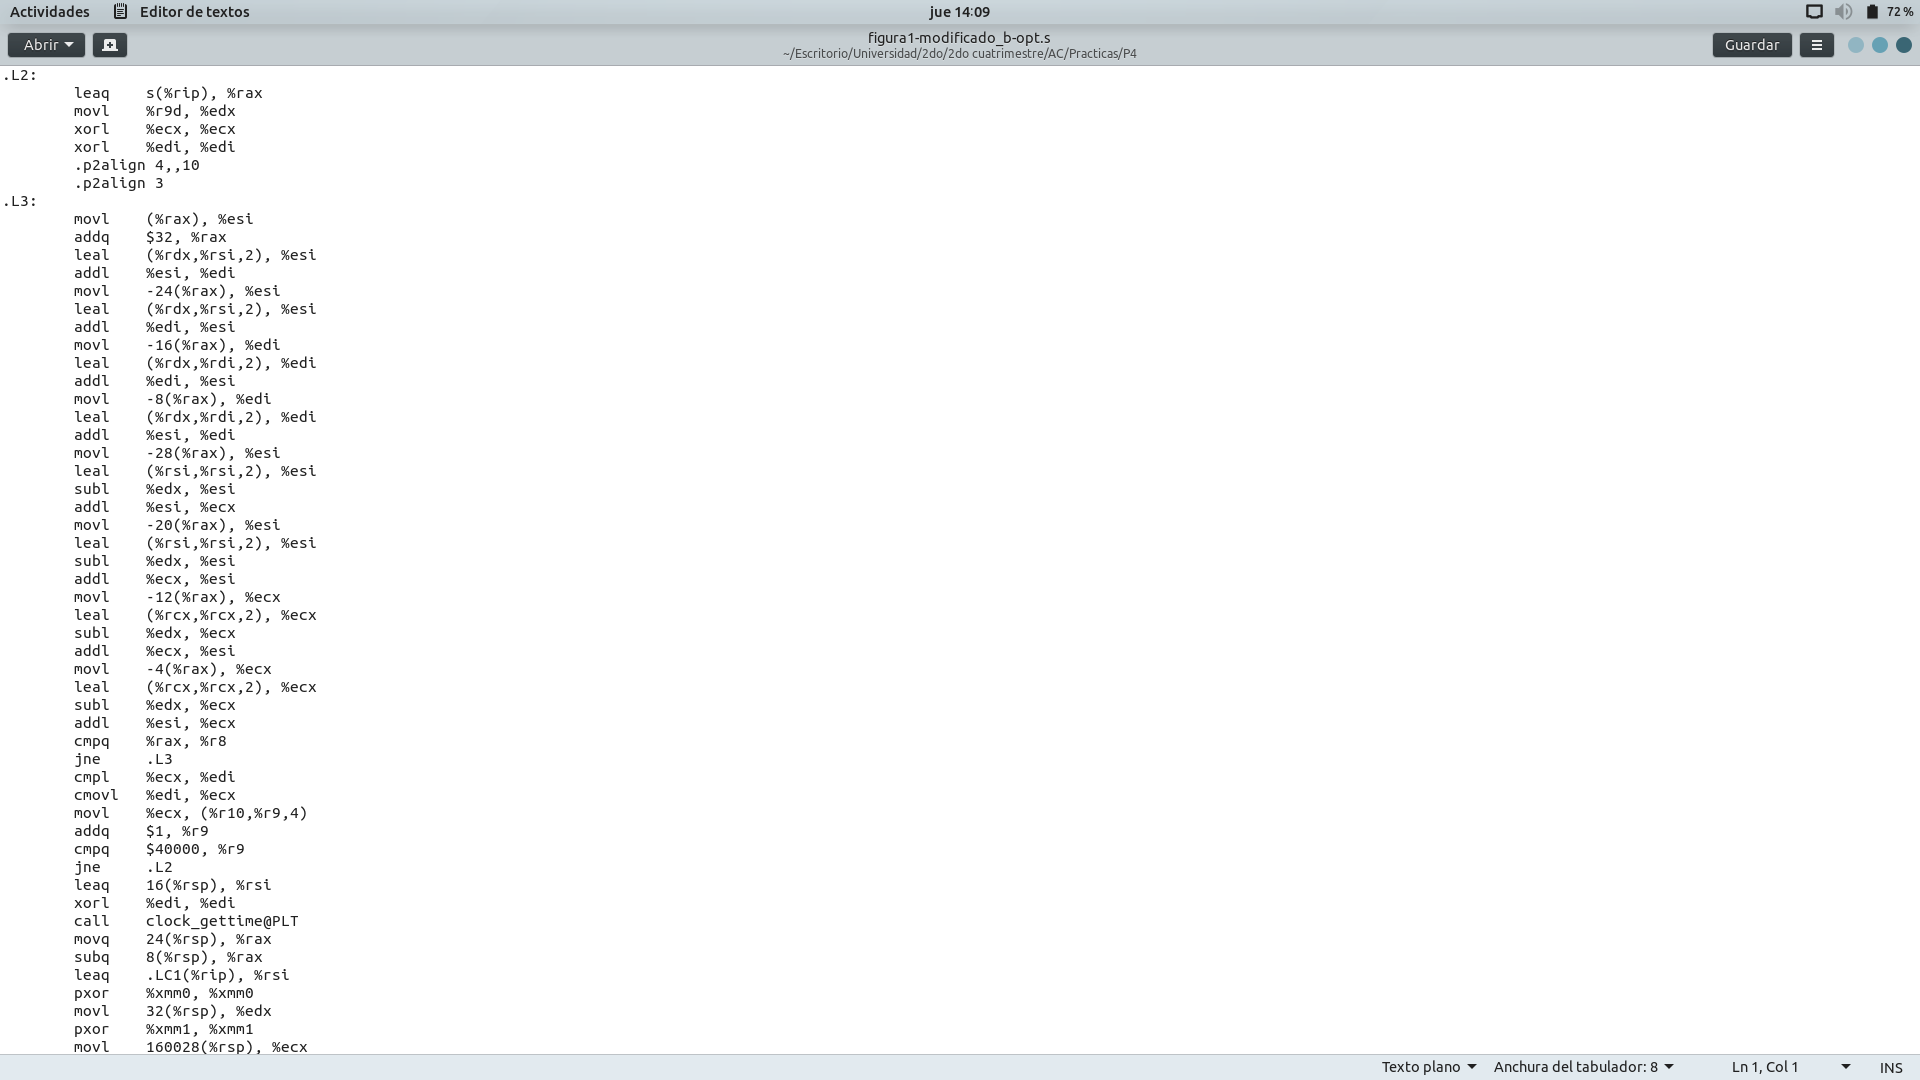 Actividades Editor de textos jue 14:09 72 %
Abrir figura1-modificado_b-opt.s Guardar
~/Escritorio/Universidad/2do/2do cuatrimestre/AC/Practicas/P4
.L2:
leaq s(%rip), %rax
movl %r9d, %edx
xorl %ecx, %ecx
xorl %edi, %edi
.p2align 4,,10
.p2align 3
.L3:
movl (%rax), %esi
addq $32, %rax
leal (%rdx,%rsi,2), %esi
addl %esi, %edi
movl -24(%rax), %esi
leal (%rdx,%rsi,2), %esi
addl %edi, %esi
movl -16(%rax), %edi
leal (%rdx,%rdi,2), %edi
addl %edi, %esi
movl -8(%rax), %edi
leal (%rdx,%rdi,2), %edi
addl %esi, %edi
movl -28(%rax), %esi
leal (%rsi,%rsi,2), %esi
subl %edx, %esi
addl %esi, %ecx
movl -20(%rax), %esi
leal (%rsi,%rsi,2), %esi
subl %edx, %esi
addl %ecx, %esi
movl -12(%rax), %ecx
leal (%rcx,%rcx,2), %ecx
subl %edx, %ecx
addl %ecx, %esi
movl -4(%rax), %ecx
leal (%rcx,%rcx,2), %ecx
subl %edx, %ecx
addl %esi, %ecx
cmpq %rax, %r8
jne .L3
cmpl %ecx, %edi
cmovl %edi, %ecx
movl %ecx, (%r10,%r9,4)
addq $1, %r9
cmpq $40000, %r9
jne .L2
leaq 16(%rsp), %rsi
xorl %edi, %edi
call clock_gettime@PLT
movq 24(%rsp), %rax
subq 8(%rsp), %rax
leaq .LC1(%rip), %rsi
pxor %xmm0, %xmm0
movl 32(%rsp), %edx
pxor %xmm1, %xmm1
movl 160028(%rsp), %ecx
Texto plano Anchura del tabulador: 8 Ln 1, Col 1 INS